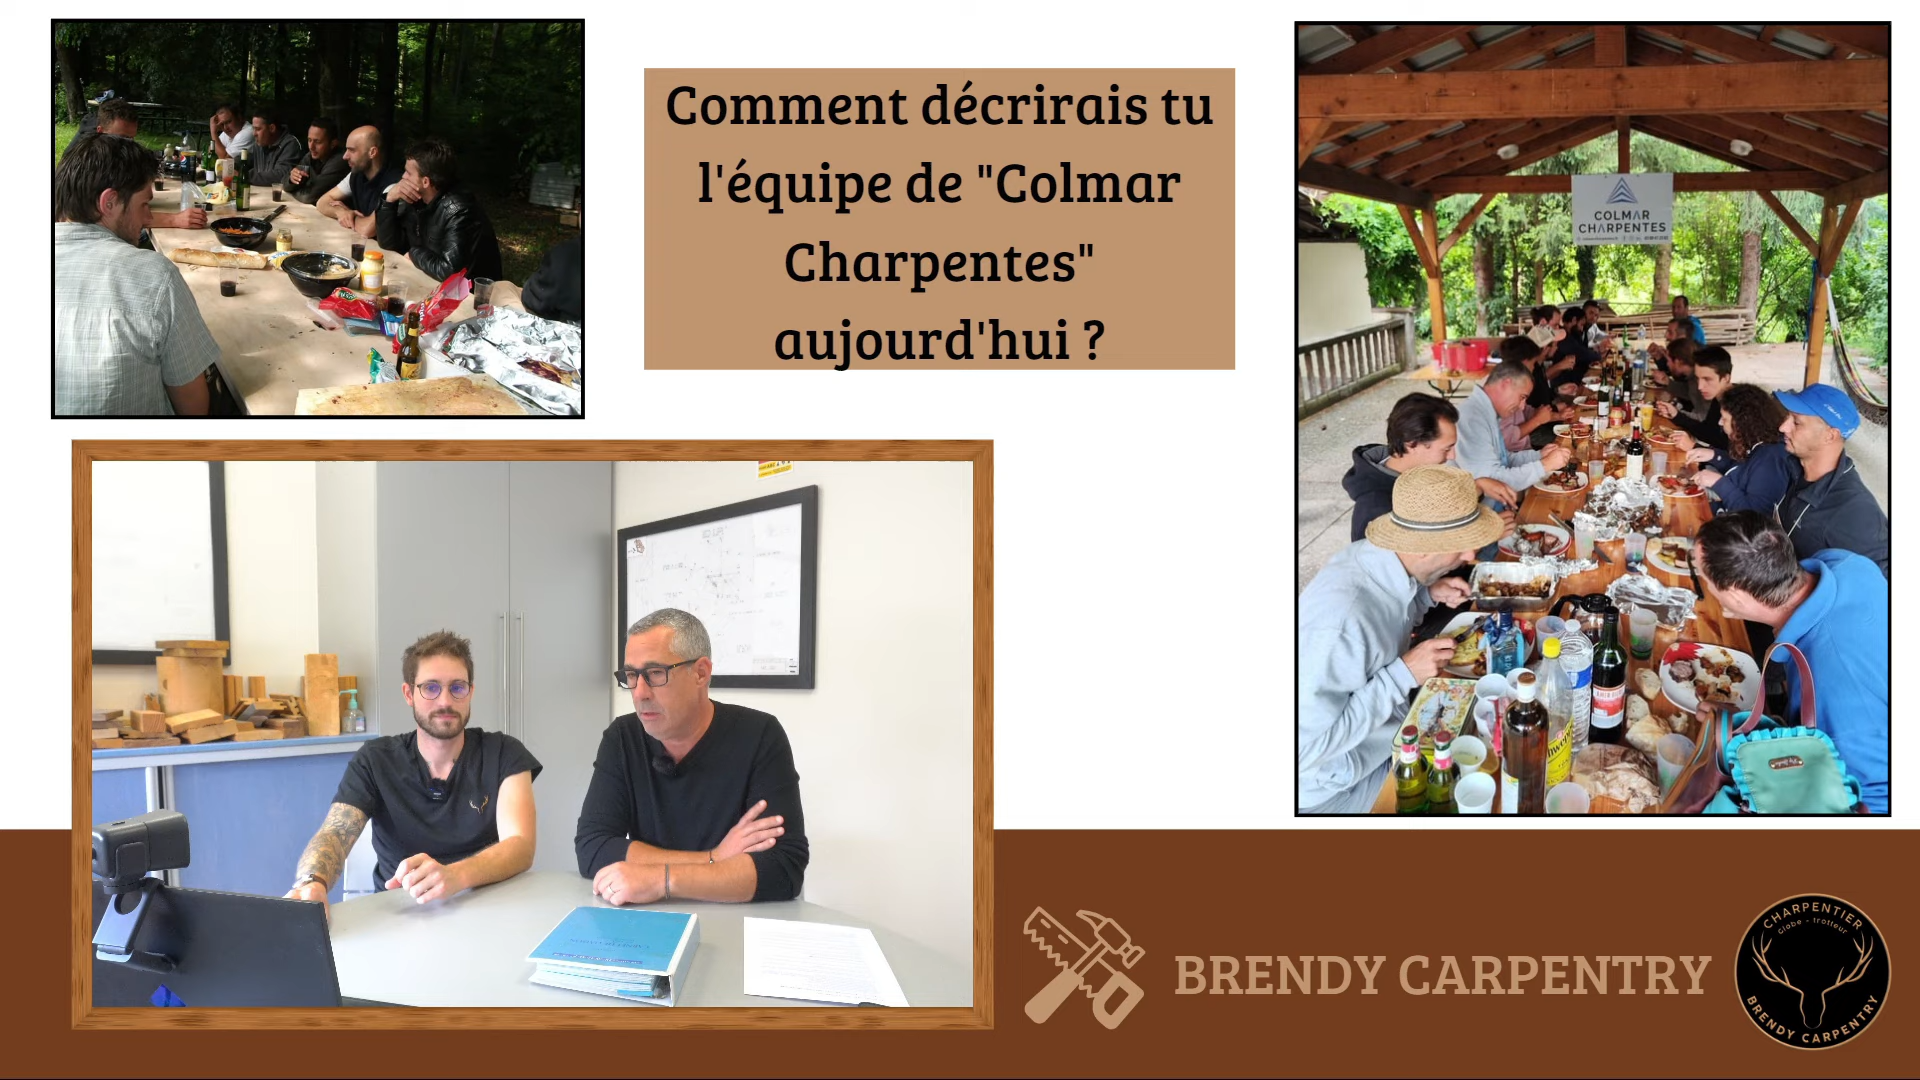 Comment décrirais tu
l'équipe de "Colmar
Charpentes"
aujourd'hui ?
COLMAR
CHARPENTES
BRENDY CARPENTRY
CHARPENTIER
Globe - trotteur
BRENDY CARPENTRY